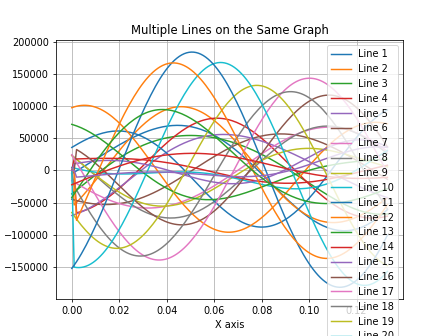 Multiple Lines on the Same Graph
200000
150000
100000
50000
0
−50000
−100000
−150000
0.00
0.02
0.04
0.06
0.08
0.10
X axis
Line 1
Line 2
Line 3
Line 4
Line 5
Line 6
Line 7
Line 8
Line 9
Line 10
Line 11
Line 12
Line 13
Line 14
Line 15
Line 16
Line 17
Line 18
Line 19
Line 20